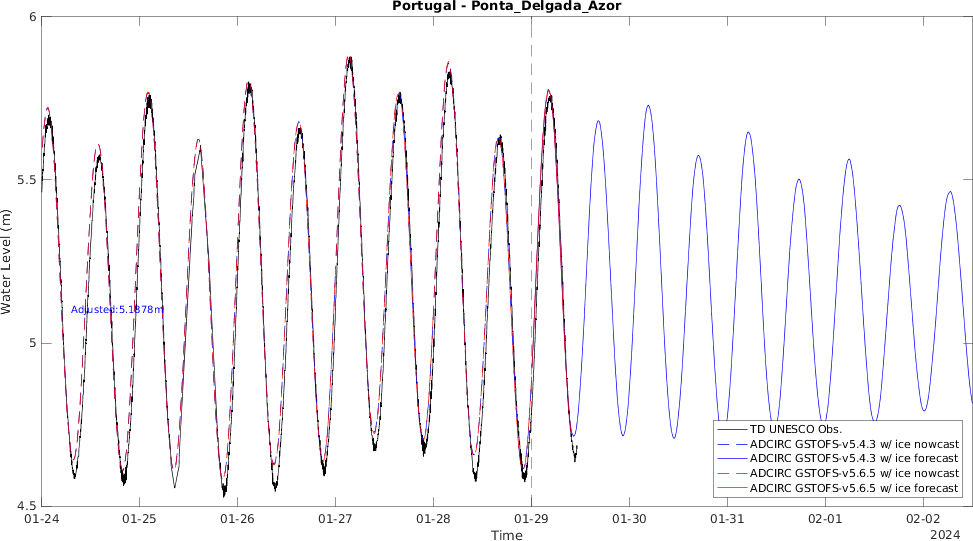 Portugal - Ponta_Delgada_Azor
6
5.5
5
4.5
Water Level (m)
Adjusted:5.1878m
TD UNESCO Obs.
ADCIRC GSTOFS-v5.4.3 w/ ice nowcast
ADCIRC GSTOFS-v5.4.3 w/ ice forecast
ADCIRC GSTOFS-v5.6.5 w/ ice nowcast
ADCIRC GSTOFS-v5.6.5 w/ ice forecast
01-24 01-25 01-26 01-27 01-28 01-29 01-30 01-31 02-01 02-02
Time
2024